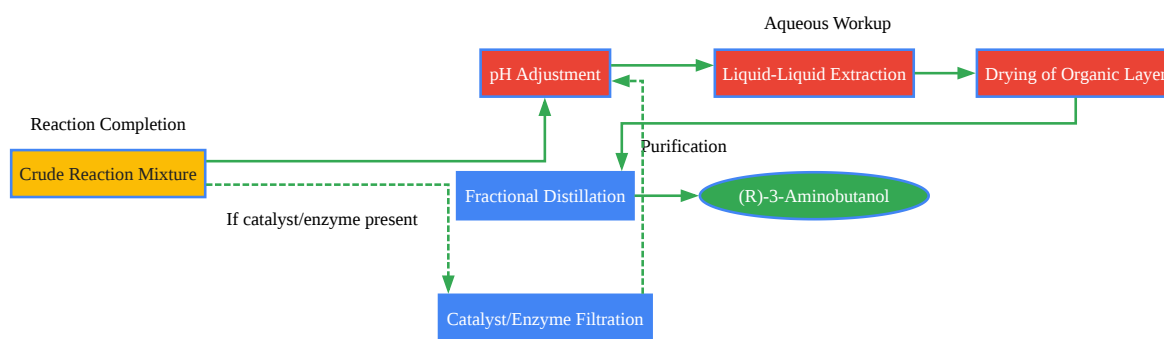 Aqueous Workup
pH Adjustment
Liquid-Liquid Extraction
Drying of Organic Layer
Reaction Completion
Crude Reaction Mixture
Purification
Fractional Distillation
(R)-3-Aminobutanol
If catalyst/enzyme present
Catalyst/Enzyme Filtration